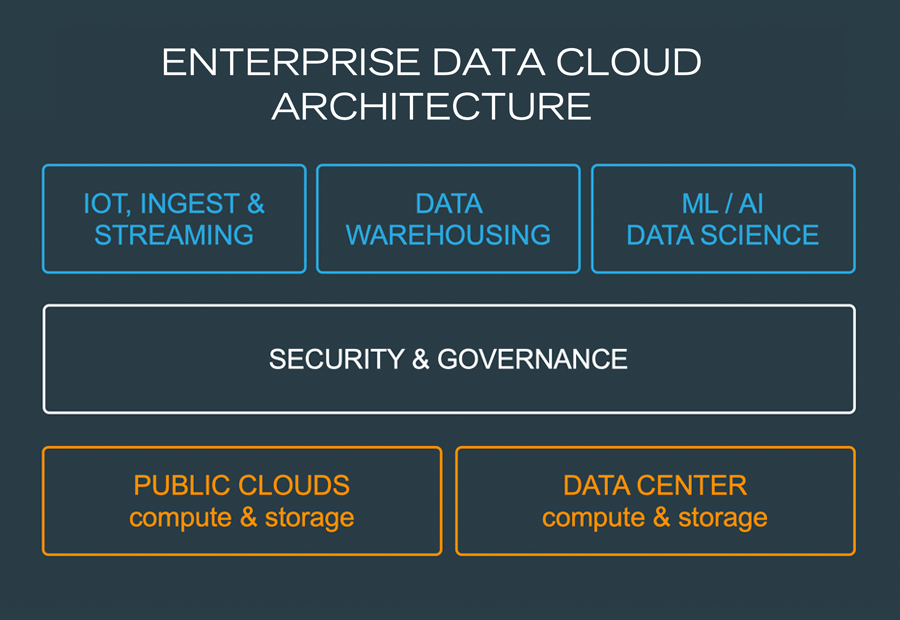 ENTERPRISE DATA CLOUD
ARCHITECTURE
IOT, INGEST &
STREAMING
DATA
WAREHOUSING
ML / AI
DATA SCIENCE
SECURITY & GOVERNANCE
PUBLIC CLOUDS
compute & storage
DATA CENTER
compute & storage